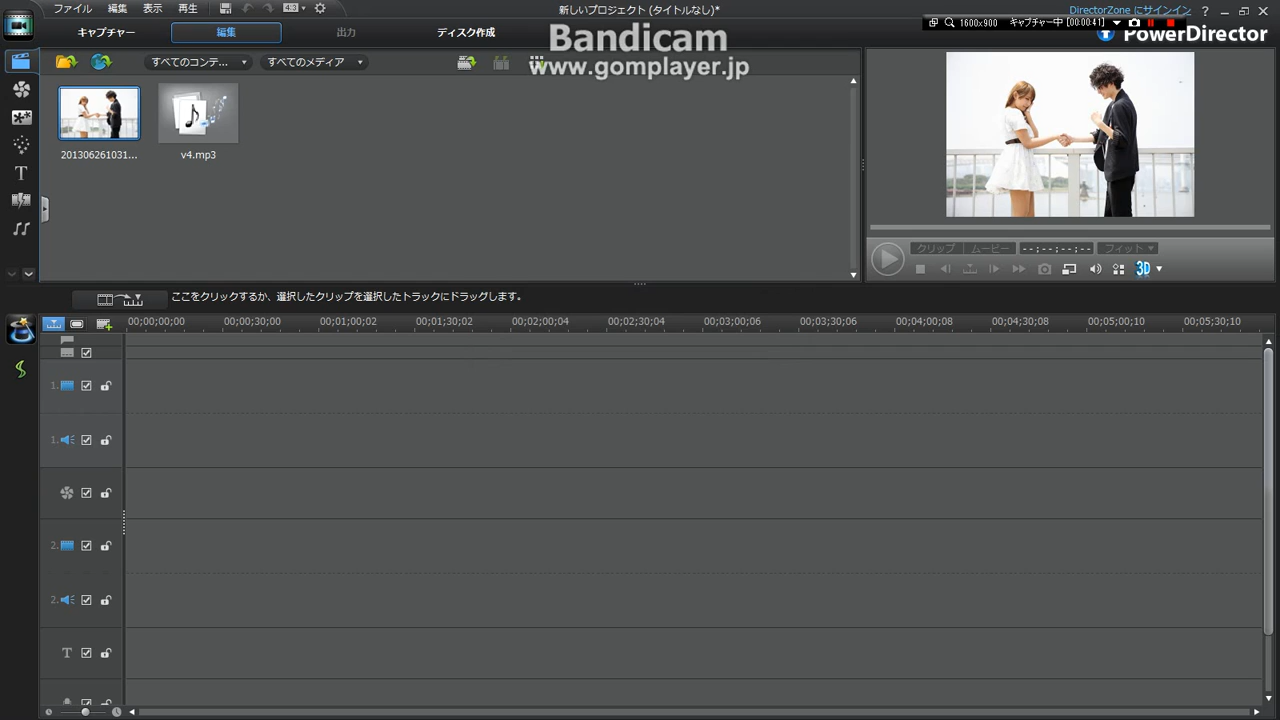 ファイル 編集 表示 再生
新しいプロジェクト (タイトルなし)*
DirectorZone にサインイン
?
1600x900 キャプチャー中 [00:00:41]
キャプチャー 編集 出力 ディスク作成
Bandicam
www.gomplayer.jp
PowerDirector
すべてのコンテ... すべてのメディア
201306261031...
v4.mp3
T
クリップ ムービー --;--;--;-- フィット
3D
ここをクリックするか、選択したクリップを選択したトラックにドラッグします。
00;00;00;00 00;00;30;00 00;01;00;02 00;01;30;02 00;02;00;04 00;02;30;04 00;03;00;06 00;03;30;06 00;04;00;08 00;04;30;08 00;05;00;10 00;05;30;10
1.
1.
2.
2.
T